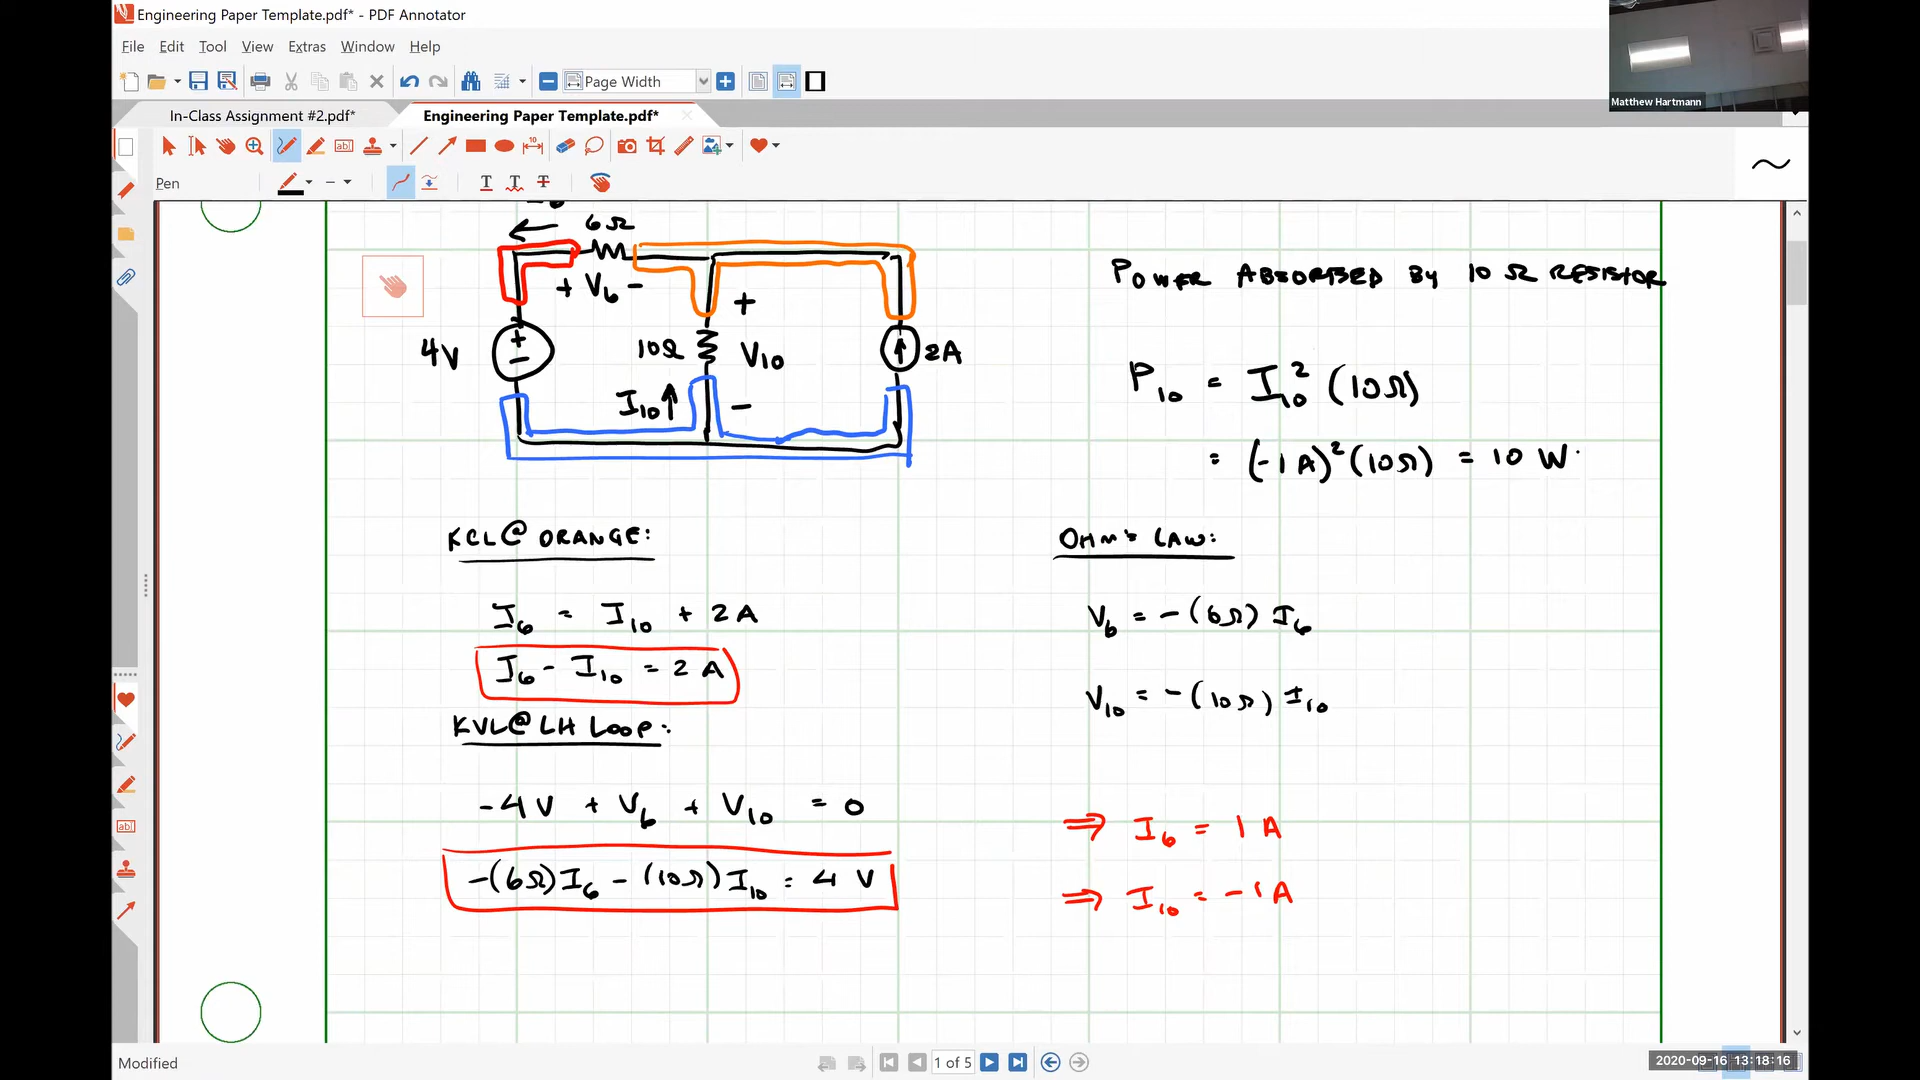 Engineering Paper Template.pdf* - PDF Annotator
File Edit Tool View Extras Window Help
Page Width
Matthew Hartmann
In-Class Assignment #2.pdf*
Engineering Paper Template.pdf*
Pen
6Ω
+ V6 -
4V
+
-
10Ω
+
V10
-
I10 ↑
2A
POWER ABSORBED BY 10 Ω RESISTOR
P10 = I10² (10Ω)
= (-1 A)² (10Ω) = 10 W
KCL@ ORANGE:
I6 = I10 + 2A
I6 - I10 = 2 A
KVL@ LH LOOP:
-4V + V6 + V10 = 0
-(6Ω)I6 - (10Ω)I10 = 4 V
OHM'S LAW:
V6 = -(6Ω) I6
V10 = -(10Ω) I10
⇒ I6 = 1 A
⇒ I10 = -1A
Modified
1 of 5
2020-09-16 13:18:16